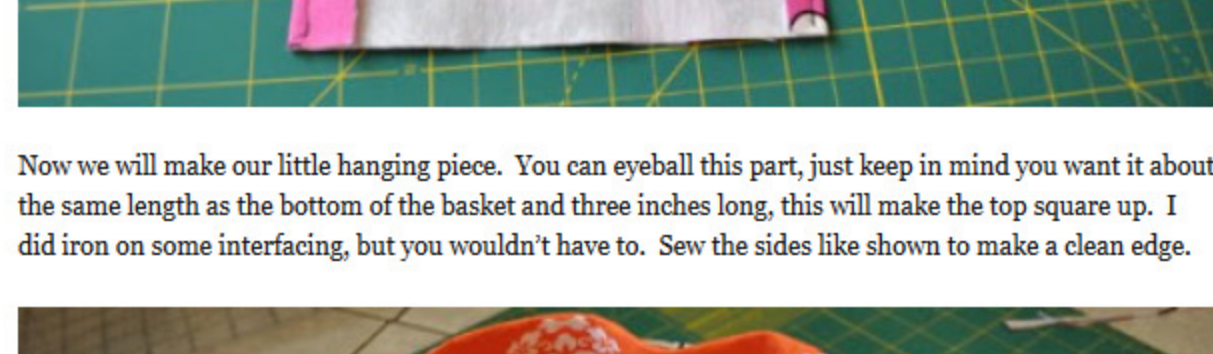 Now we will make our little hanging piece.  You can eyeball this part, just keep in mind you want it about
the same length as the bottom of the basket and three inches long, this will make the top square up.  I
did iron on some interfacing, but you wouldn’t have to.  Sew the sides like shown to make a clean edge.